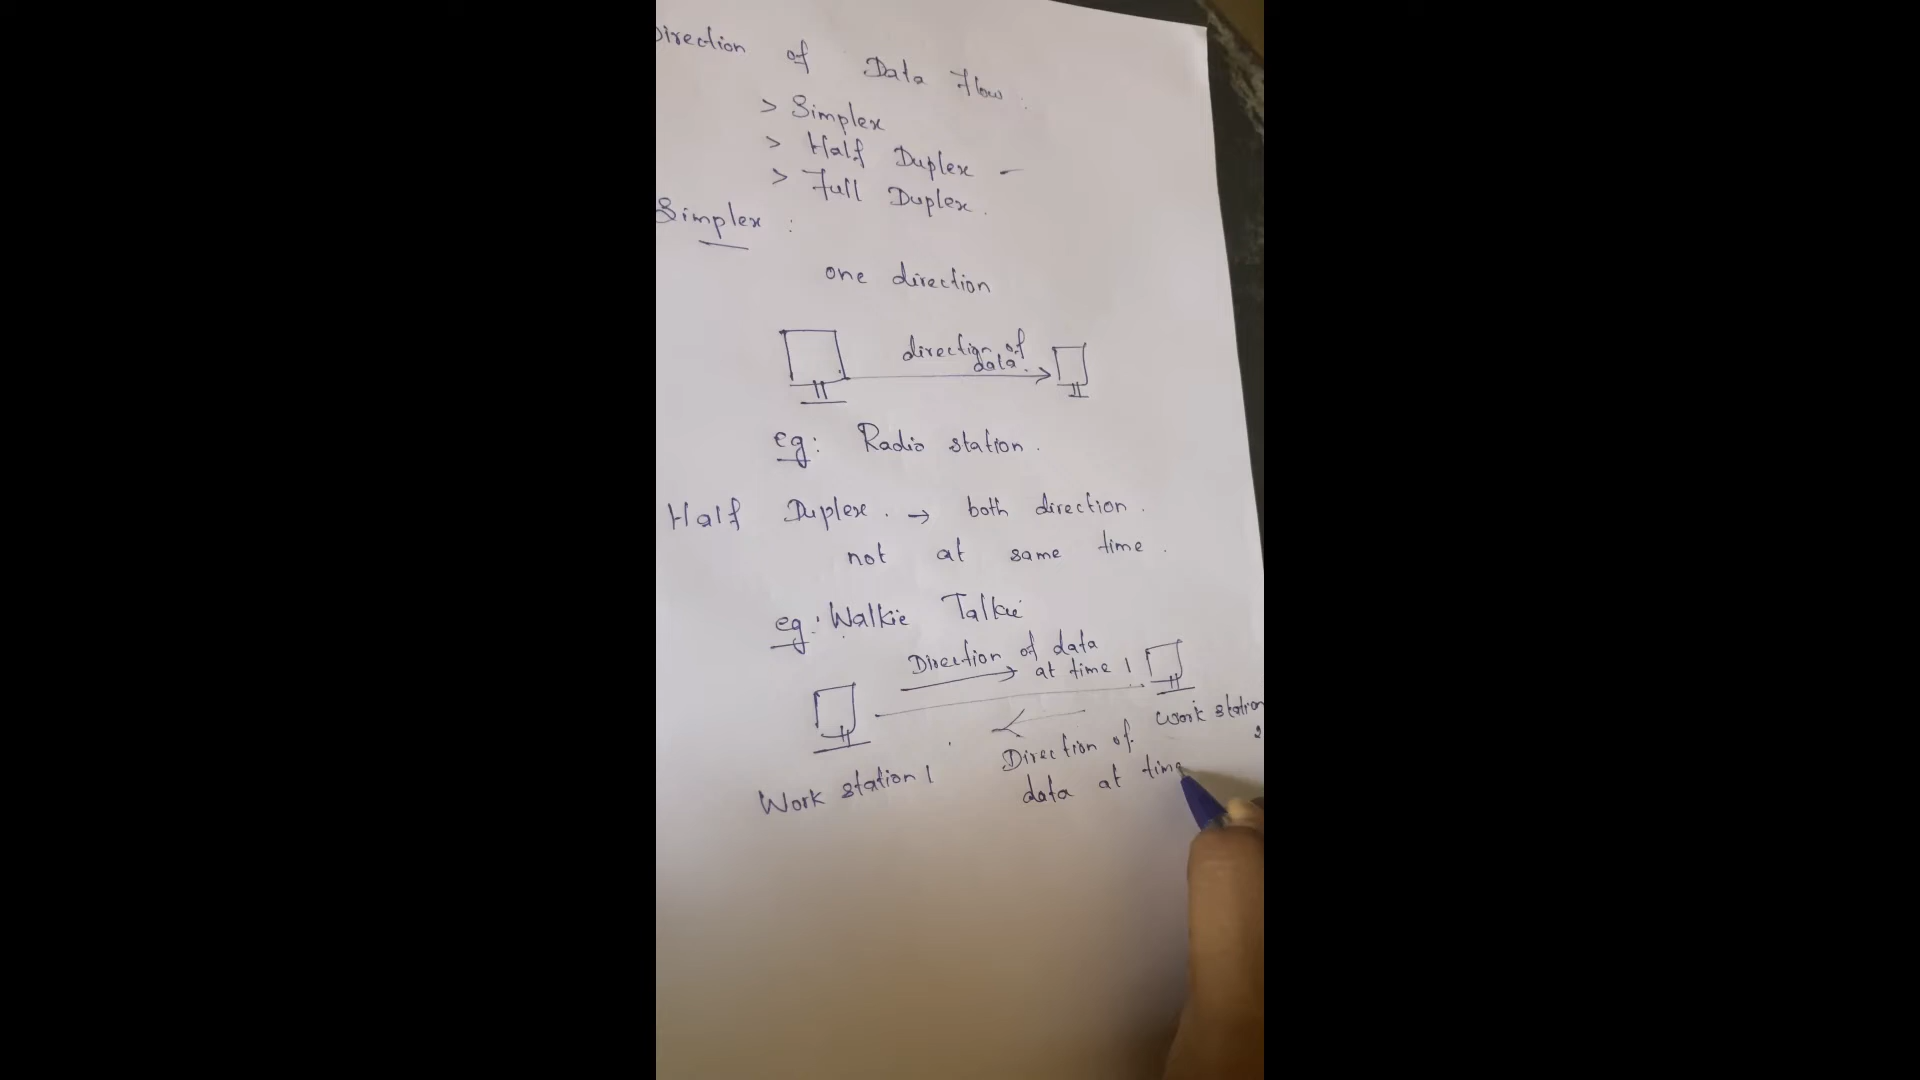 Direction of Data Flow.
> Simplex
> Half Duplex -
> Full Duplex.
Simplex :
one direction
direction of
data.
eg: Radio station.
Half Duplex. → both direction.
not at same time.
eg: Walkie Talkie
Direction of data
at time 1
Work station 2
Work station 1
Direction of
data at time